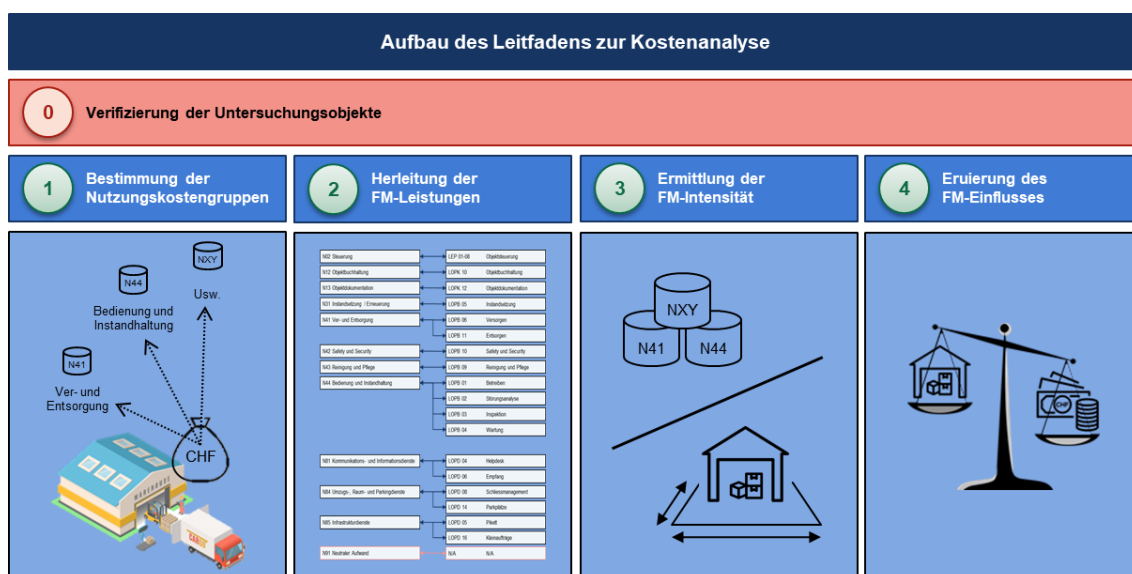 Aufbau des Leitfadens zur Kostenanalyse
0
Verifizierung der Untersuchungsobjekte
1
Bestimmung der
Nutzungskostengruppen
2
Herleitung der
FM-Leistungen
3
Ermittlung der
FM-Intensität
4
Eruierung des
FM-Einflusses
NXY
Usw.
N44
Bedienung und
Instandhaltung
N41
Ver- und
Entsorgung
CHF
WAREHOUSE
CARGO
N02 Steuerung LEP 01-08 Objektsteuerung
N12 Objektbuchhaltung LOPK 10 Objektbuchhaltung
N13 Objektdokumentation LOPK 12 Objektdokumentation
N31 Instandsetzung / Erneuerung LOPB 05 Instandsetzung
N41 Ver- und Entsorgung LOPB 06 Versorgen
LOPB 11 Entsorgen
N42 Safety und Security LOPB 10 Safety und Security
N43 Reinigung und Pflege LOPB 09 Reinigung und Pflege
N44 Bedienung und Instandhaltung LOPB 01 Betreiben
LOPB 02 Störungsanalyse
LOPB 03 Inspektion
LOPB 04 Wartung
N81 Kommunikations- und Informationsdienste LOPD 04 Helpdesk
LOPD 06 Empfang
N84 Umzugs-, Raum- und Parkingdienste LOPD 08 Schliessmanagement
LOPD 14 Parkplätze
N85 Infrastrukturdienste LOPD 05 Pikett
LOPD 16 Kleinaufträge
N91 Neutraler Aufwand N/A N/A
NXY
N41
N44
CHF